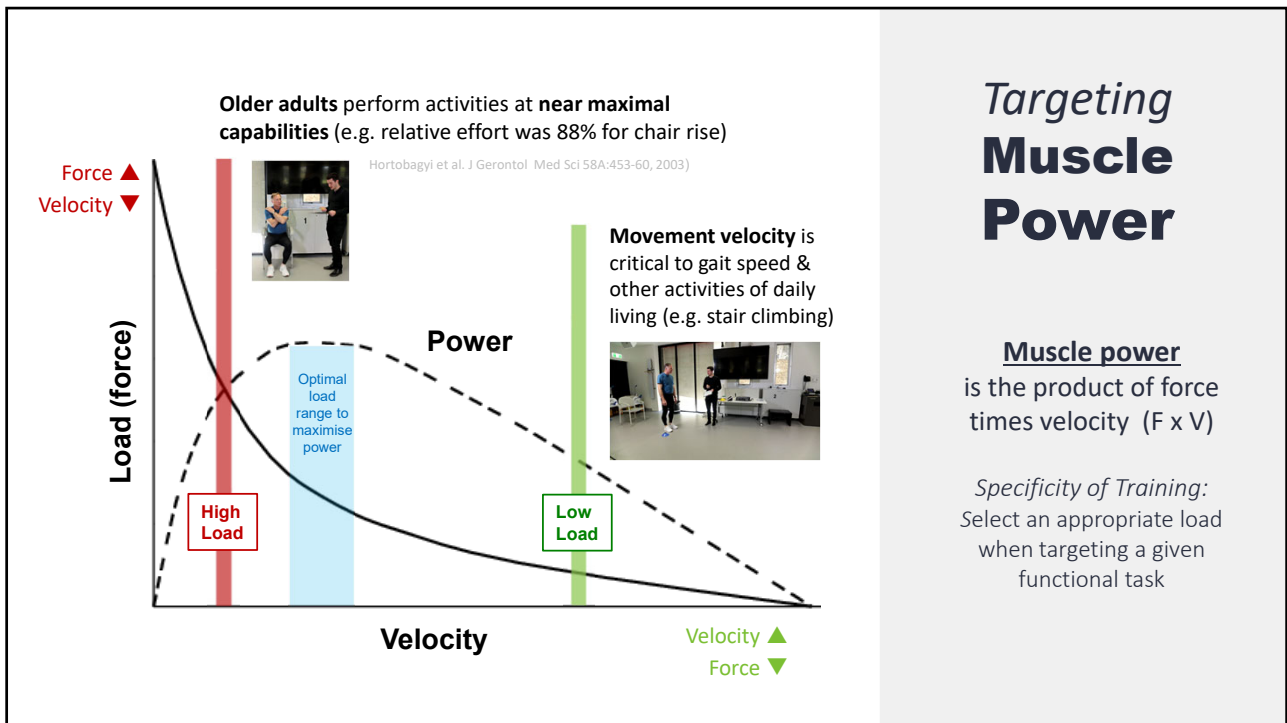 Older adults perform activities at near maximal
capabilities (e.g. relative effort was 88% for chair rise)
Hortobagyi et al. J Gerontol Med Sci 58A:453-60, 2003)
Force ▲
Velocity ▼
Movement velocity is
critical to gait speed &
other activities of daily
living (e.g. stair climbing)
Power
Load (force)
Optimal
load
range to
maximise
power
High
Load
Low
Load
Velocity
Velocity ▲
Force ▼
Targeting
Muscle
Power
Muscle power
is the product of force
times velocity (F x V)
Specificity of Training:
Select an appropriate load
when targeting a given
functional task